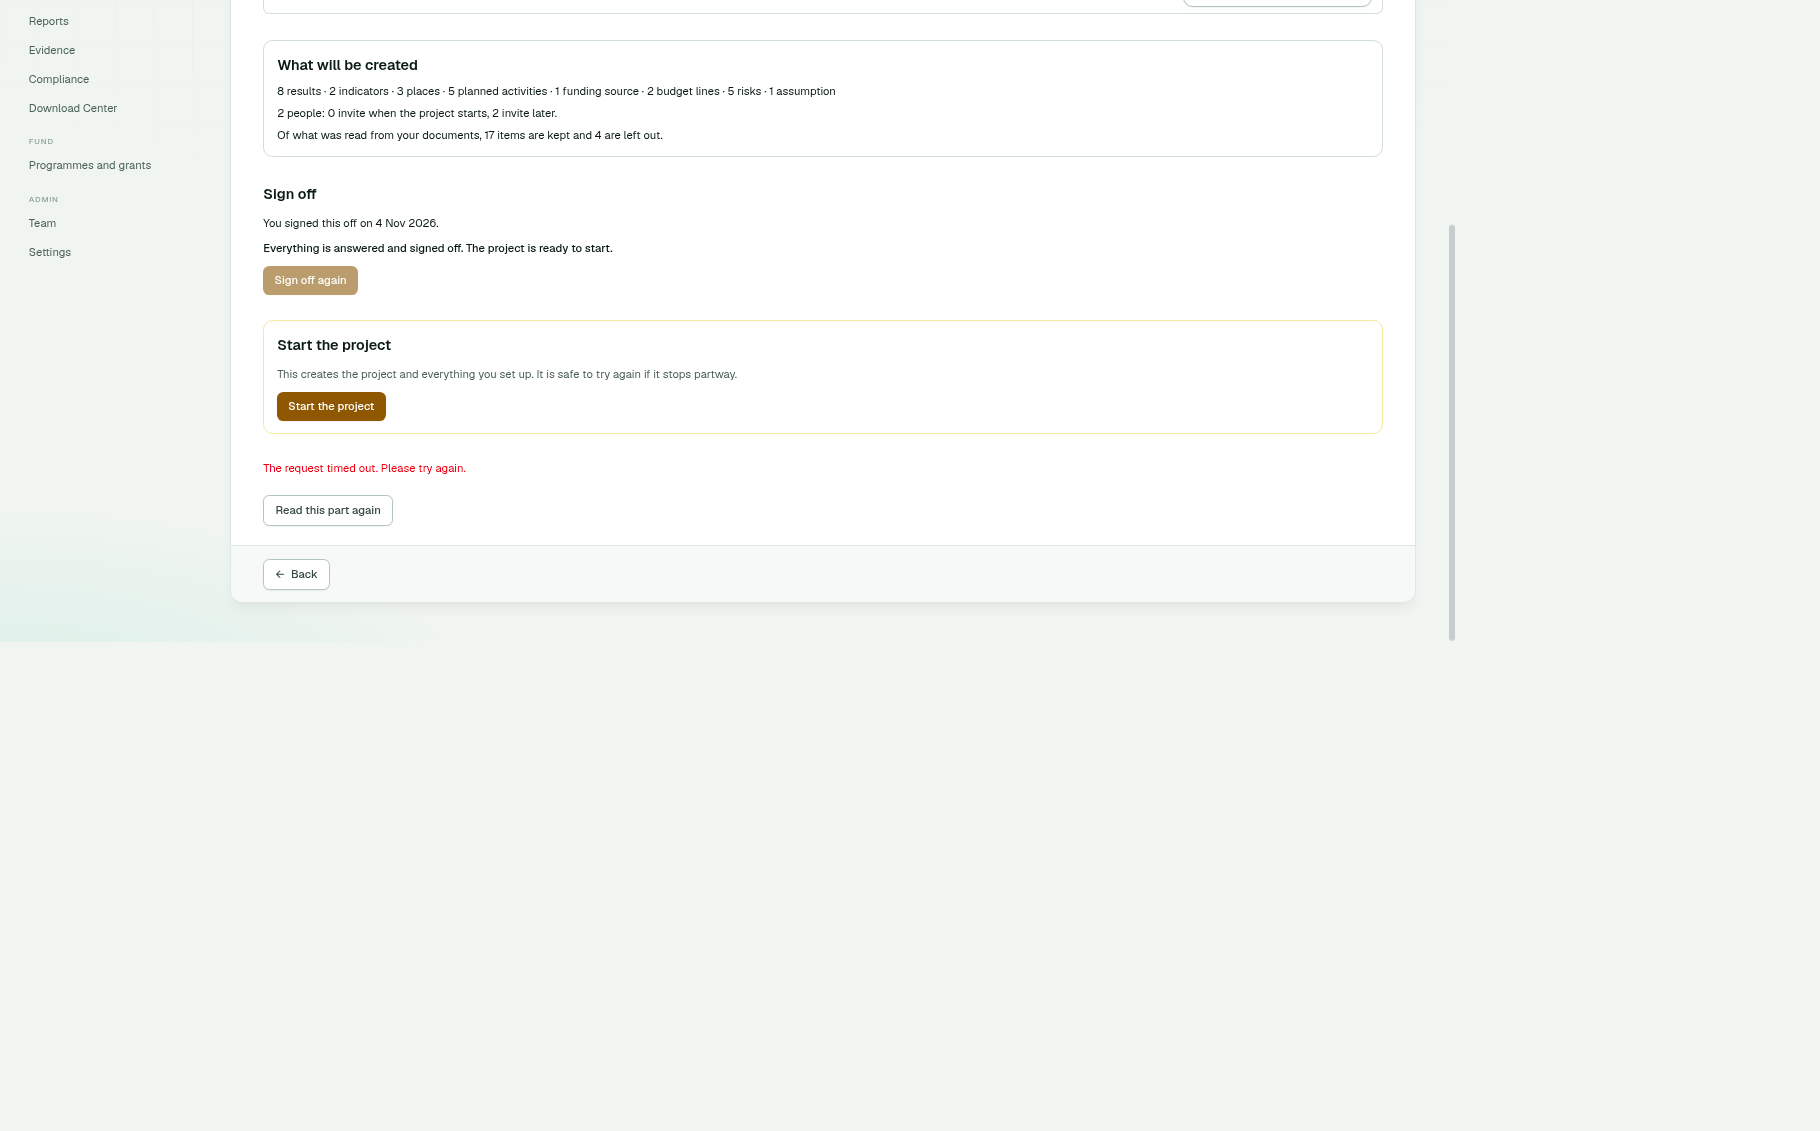 Reports
Evidence
Compliance
Download Center
FUND
Programmes and grants
ADMIN
Team
Settings
What will be created
8 results · 2 indicators · 3 places · 5 planned activities · 1 funding source · 2 budget lines · 5 risks · 1 assumption
2 people: 0 invite when the project starts, 2 invite later.
Of what was read from your documents, 17 items are kept and 4 are left out.
Sign off
You signed this off on 4 Nov 2026.
Everything is answered and signed off. The project is ready to start.
Sign off again
Start the project
This creates the project and everything you set up. It is safe to try again if it stops partway.
Start the project
The request timed out. Please try again.
Read this part again
← Back